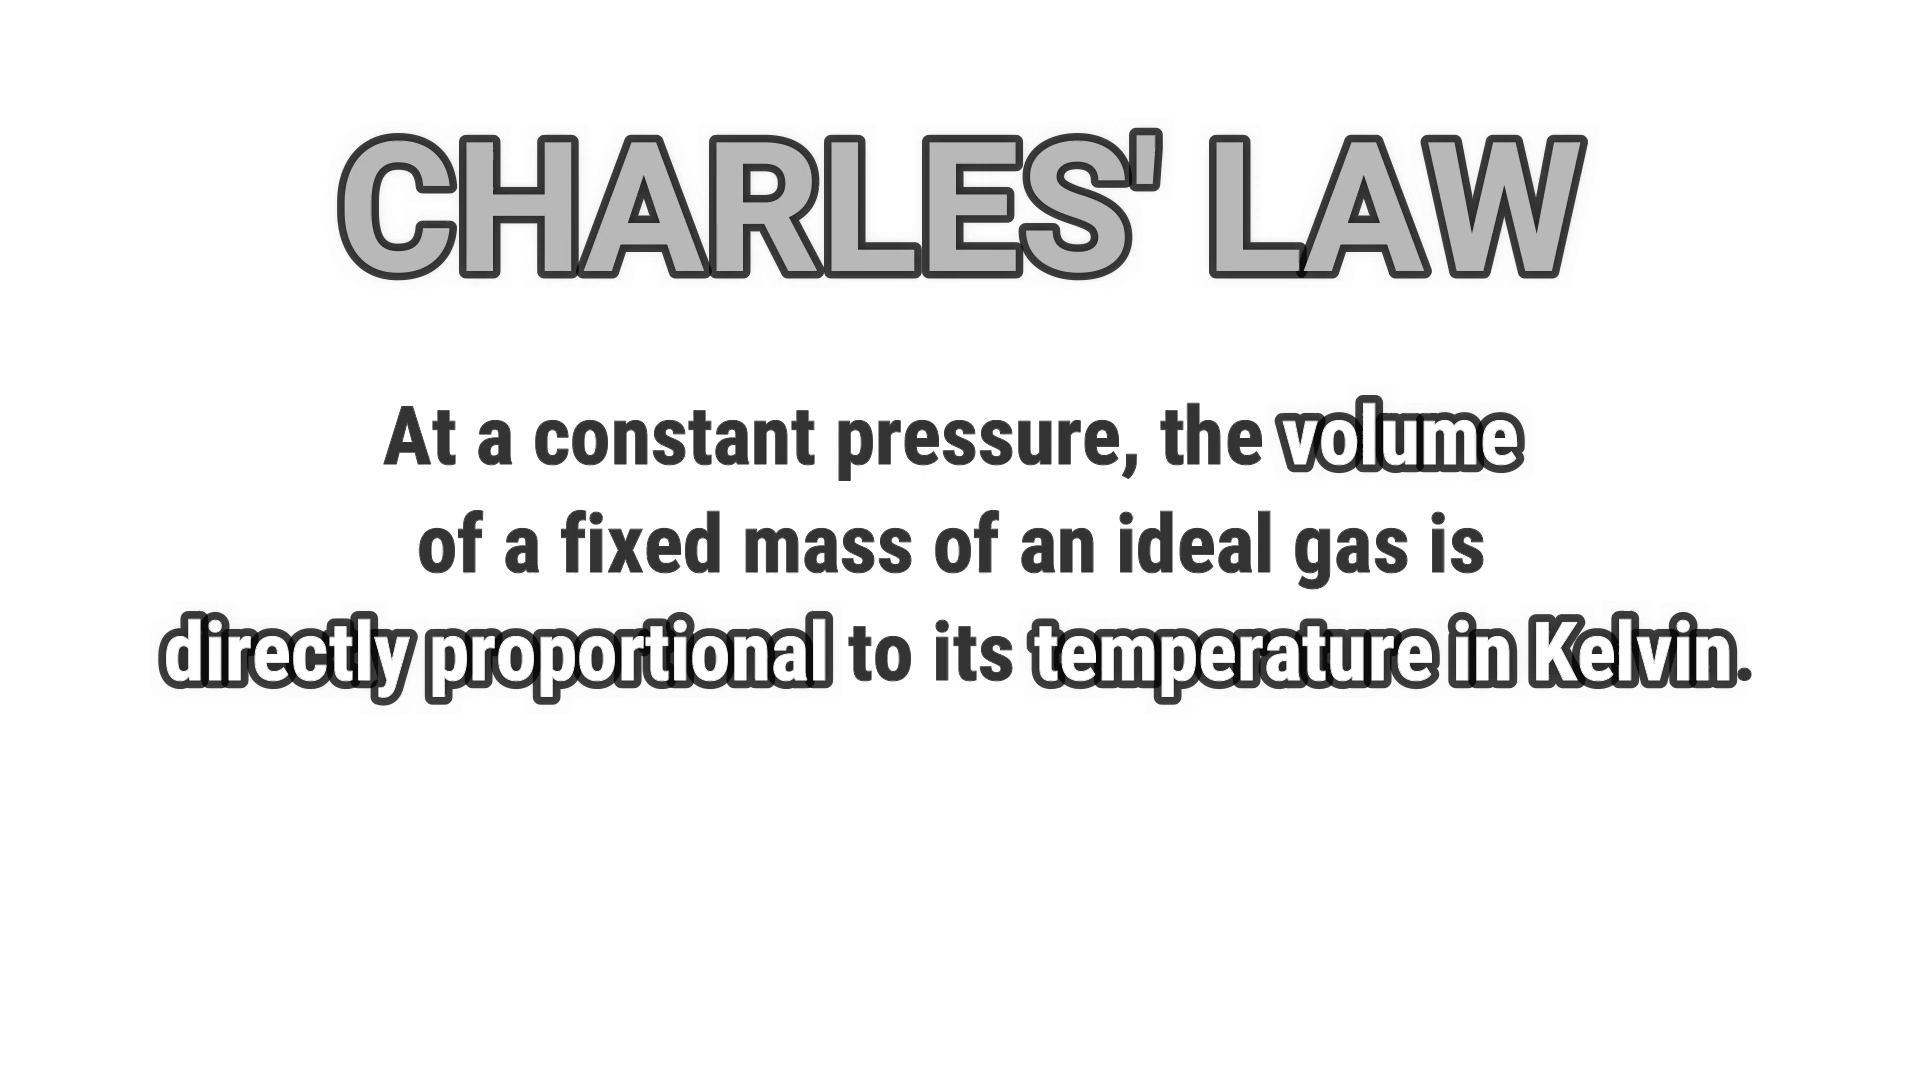 CHARLES' LAW
At a constant pressure, the volume
of a fixed mass of an ideal gas is
directly proportional to its temperature in Kelvin.